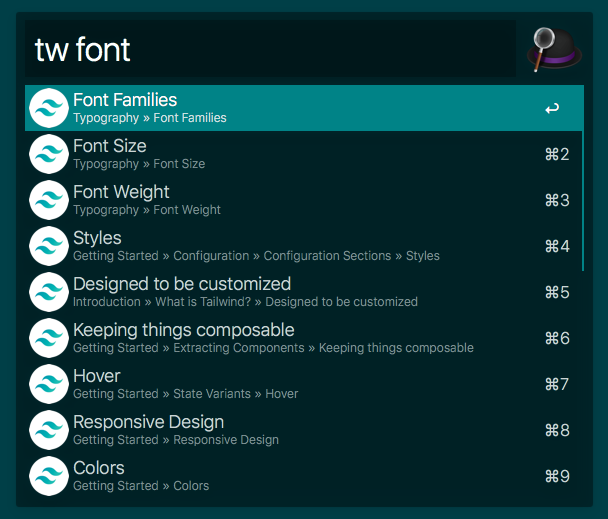 tw font
Font Families
Typography » Font Families
↩
Font Size
Typography » Font Size
⌘2
Font Weight
Typography » Font Weight
⌘3
Styles
Getting Started » Configuration » Configuration Sections » Styles
⌘4
Designed to be customized
Introduction » What is Tailwind? » Designed to be customized
⌘5
Keeping things composable
Getting Started » Extracting Components » Keeping things composable
⌘6
Hover
Getting Started » State Variants » Hover
⌘7
Responsive Design
Getting Started » Responsive Design
⌘8
Colors
Getting Started » Colors
⌘9